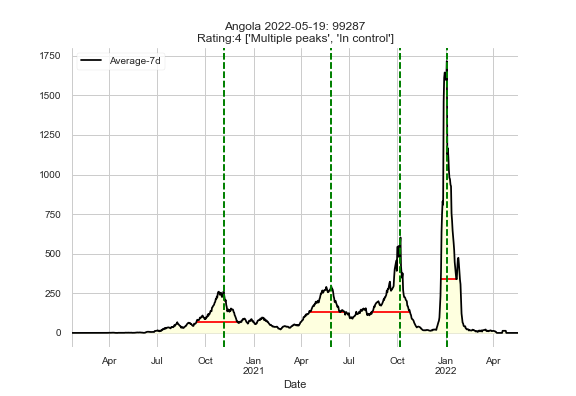 Angola 2022-05-19: 99287
Rating:4 ['Multiple peaks', 'In control']
Average-7d
1750
1500
1250
1000
750
500
250
0
Apr Jul Oct Jan Apr Jul Oct Jan Apr
2021 2022
Date